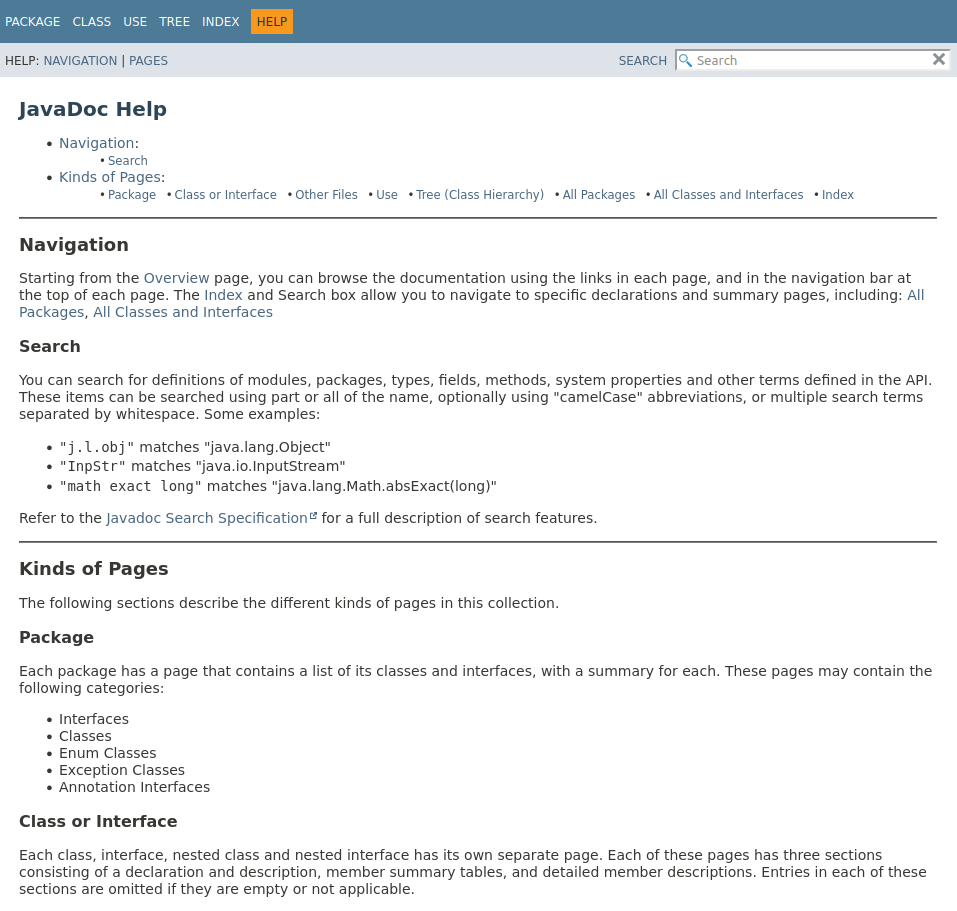 PACKAGE CLASS USE TREE INDEX HELP
HELP: NAVIGATION | PAGES SEARCH Search
JavaDoc Help
• Navigation:
• Search
• Kinds of Pages:
• Package • Class or Interface • Other Files • Use • Tree (Class Hierarchy) • All Packages • All Classes and Interfaces • Index
Navigation
Starting from the Overview page, you can browse the documentation using the links in each page, and in the navigation bar at
the top of each page. The Index and Search box allow you to navigate to specific declarations and summary pages, including: All
Packages, All Classes and Interfaces
Search
You can search for definitions of modules, packages, types, fields, methods, system properties and other terms defined in the API.
These items can be searched using part or all of the name, optionally using "camelCase" abbreviations, or multiple search terms
separated by whitespace. Some examples:
• "j.l.obj" matches "java.lang.Object"
• "InpStr" matches "java.io.InputStream"
• "math exact long" matches "java.lang.Math.absExact(long)"
Refer to the Javadoc Search Specification for a full description of search features.
Kinds of Pages
The following sections describe the different kinds of pages in this collection.
Package
Each package has a page that contains a list of its classes and interfaces, with a summary for each. These pages may contain the
following categories:
• Interfaces
• Classes
• Enum Classes
• Exception Classes
• Annotation Interfaces
Class or Interface
Each class, interface, nested class and nested interface has its own separate page. Each of these pages has three sections
consisting of a declaration and description, member summary tables, and detailed member descriptions. Entries in each of these
sections are omitted if they are empty or not applicable.